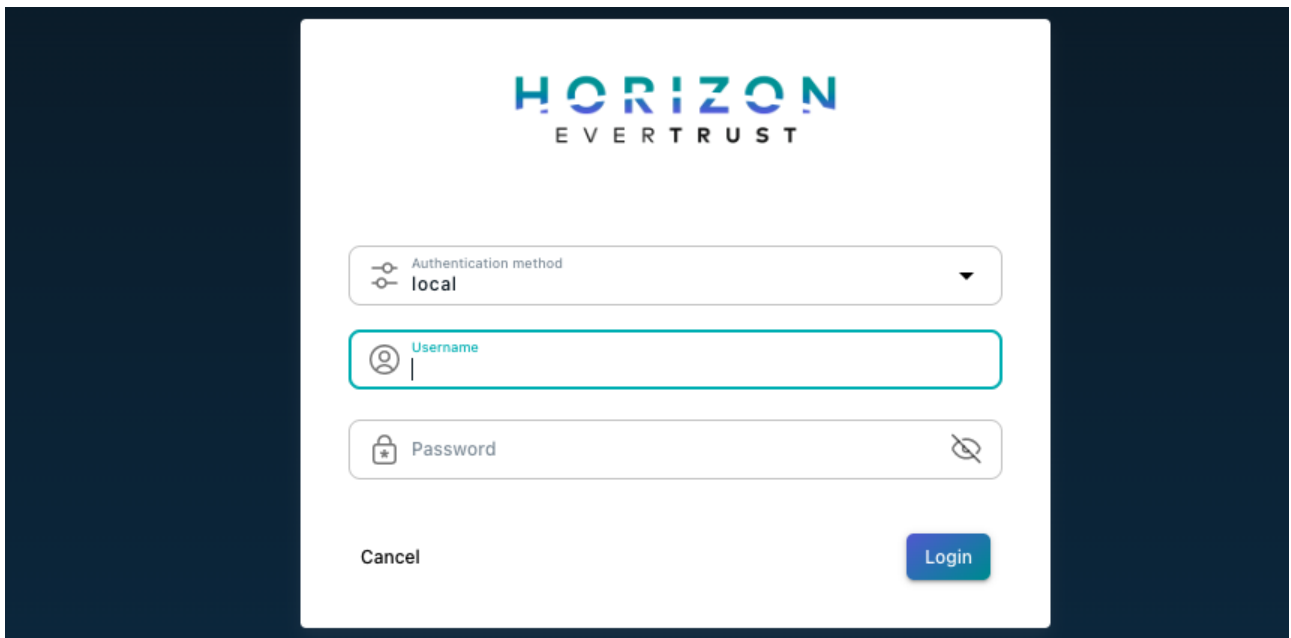 HORIZON
EVERTRUST
Authentication method
local
Username
Password
Cancel
Login